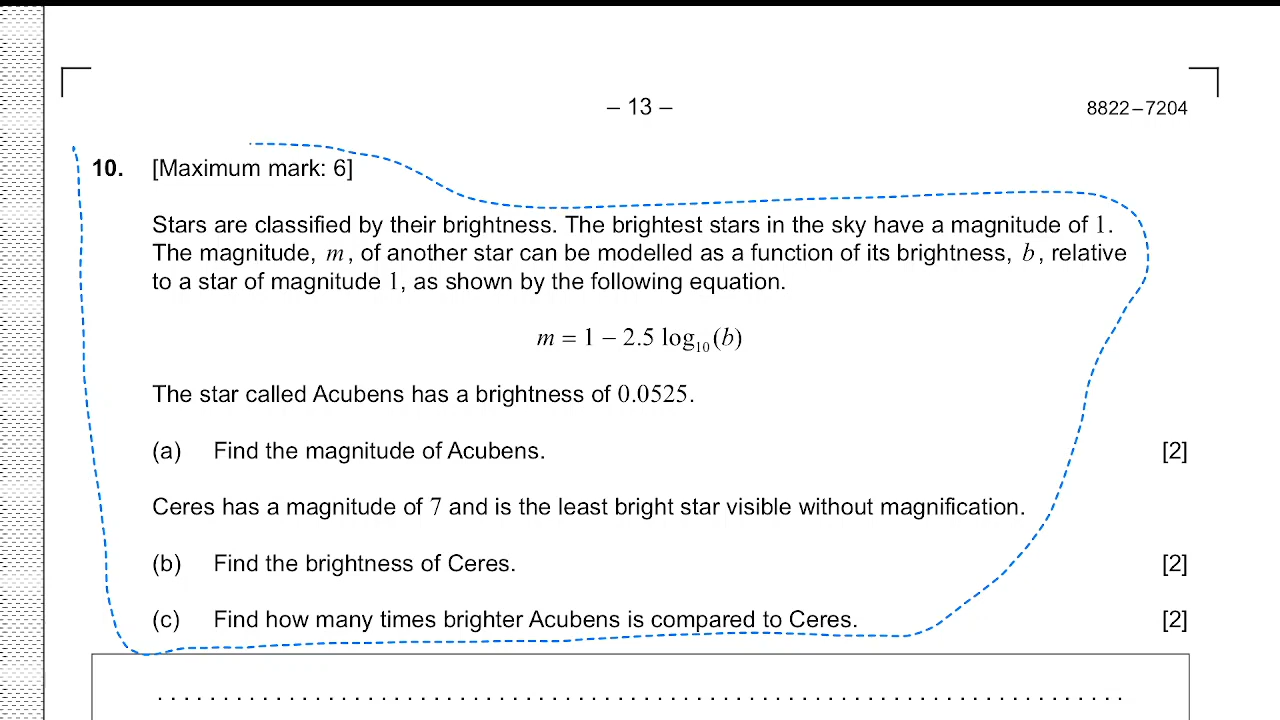 – 13 –
8822–7204
10. [Maximum mark: 6]
Stars are classified by their brightness. The brightest stars in the sky have a magnitude of 1.
The magnitude, m, of another star can be modelled as a function of its brightness, b, relative
to a star of magnitude 1, as shown by the following equation.
m = 1 − 2.5 log₁₀(b)
The star called Acubens has a brightness of 0.0525.
(a) Find the magnitude of Acubens. [2]
Ceres has a magnitude of 7 and is the least bright star visible without magnification.
(b) Find the brightness of Ceres. [2]
(c) Find how many times brighter Acubens is compared to Ceres. [2]